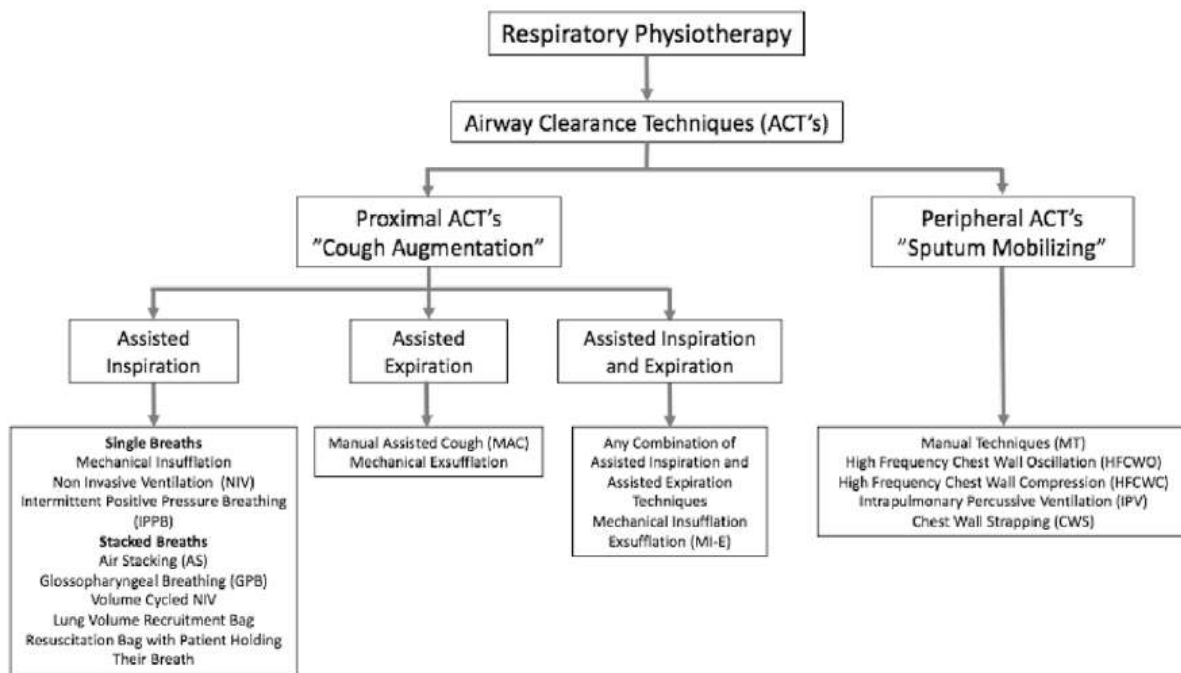 Respiratory Physiotherapy
Airway Clearance Techniques (ACT's)
Proximal ACT's
”Cough Augmentation”
Peripheral ACT's
”Sputum Mobilizing”
Assisted
Inspiration
Assisted
Expiration
Assisted Inspiration
and Expiration
Single Breaths
Mechanical Insufflation
Non Invasive Ventilation (NIV)
Intermittent Positive Pressure Breathing
(IPPB)
Stacked Breaths
Air Stacking (AS)
Glossopharyngeal Breathing (GPB)
Volume Cycled NIV
Lung Volume Recruitment Bag
Resuscitation Bag with Patient Holding
Their Breath
Manual Assisted Cough (MAC)
Mechanical Exsufflation
Any Combination of
Assisted Inspiration and
Assisted Expiration
Techniques
Mechanical Insufflation
Exsufflation (MI-E)
Manual Techniques (MT)
High Frequency Chest Wall Oscillation (HFCWO)
High Frequency Chest Wall Compression (HFCWC)
Intrapulmonary Percussive Ventilation (IPV)
Chest Wall Strapping (CWS)